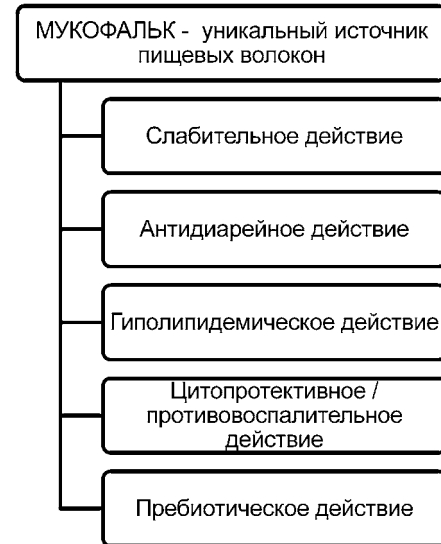 МУКОФАЛЬК - уникальный источник
пищевых волокон
Слабительное действие
Антидиарейное действие
Гиполипидемическое действие
Цитопротективное /
противовоспалительное
действие
Пребиотическое действие